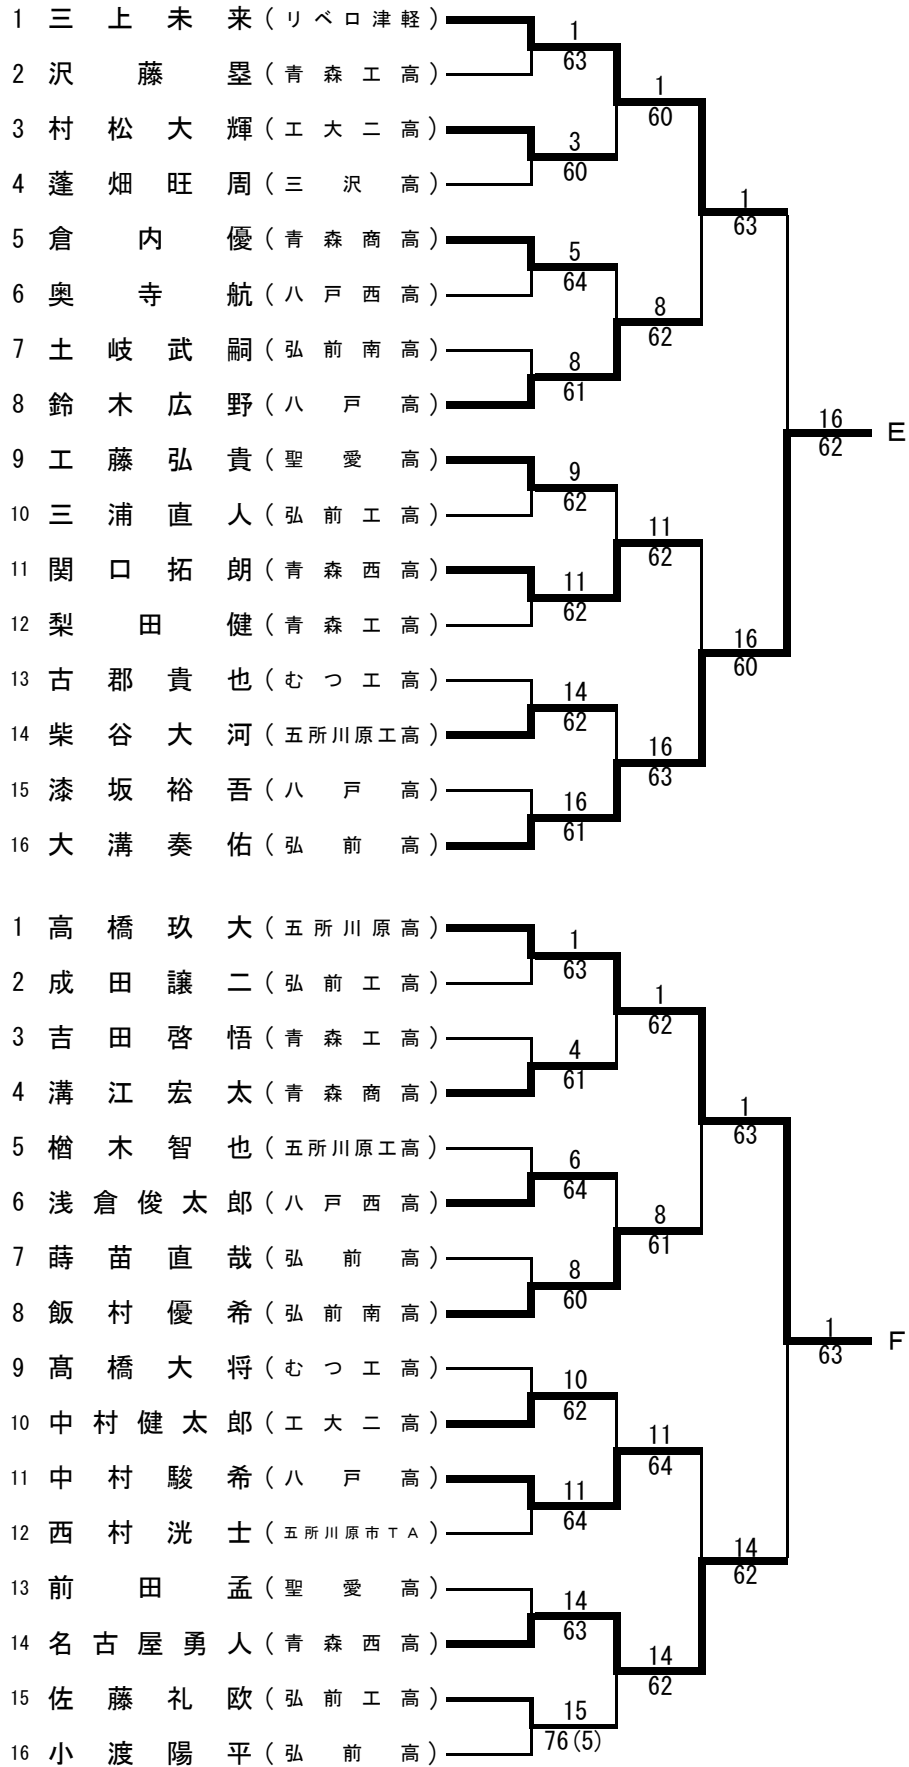 1 三上未来(リベロ津軽)
1
63
2 沢藤塁(青森工高)
1
60
3 村松大輝(工大二高)
3
60
4 蓬畑旺周(三沢高)
1
63
5 倉内優(青森商高)
5
64
6 奥寺航(八戸西高)
8
62
7 土岐武嗣(弘前南高)
8
61
8 鈴木広野(八戸高)
16
62
E
9 工藤弘貴(聖愛高)
9
62
10 三浦直人(弘前工高)
11
62
11 関口拓朗(青森西高)
11
62
12 梨田健(青森工高)
16
60
13 古郡貴也(むつ工高)
14
62
14 柴谷大河(五所川原工高)
16
63
15 漆坂裕吾(八戸高)
16
61
16 大溝奏佑(弘前高)
1 高橋玖大(五所川原高)
1
63
2 成田譲二(弘前工高)
1
62
3 吉田啓悟(青森工高)
4
61
4 溝江宏太(青森商高)
1
63
5 楢木智也(五所川原工高)
6
64
6 浅倉俊太郎(八戸西高)
8
61
7 蒔苗直哉(弘前高)
8
60
8 飯村優希(弘前南高)
1
63
F
9 髙橋大将(むつ工高)
10
62
10 中村健太郎(工大二高)
11
64
11 中村駿希(八戸高)
11
64
12 西村洸士(五所川原市TA)
14
62
13 前田孟(聖愛高)
14
63
14 名古屋勇人(青森西高)
14
62
15 佐藤礼欧(弘前工高)
15
76(5)
16 小渡陽平(弘前高)